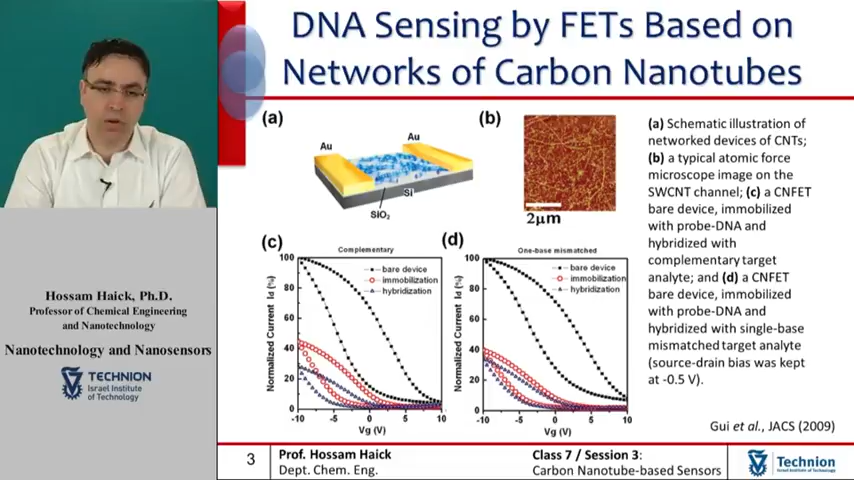 DNA Sensing by FETs Based on
Networks of Carbon Nanotubes
(a)
Au
Au
Si
SiO2
(b)
2µm
(a) Schematic illustration of
networked devices of CNTs;
(b) a typical atomic force
microscope image on the
SWCNT channel; (c) a CNFET
bare device, immobilized
with probe-DNA and
hybridized with
complementary target
analyte; and (d) a CNFET
bare device, immobilized
with probe-DNA and
hybridized with single-base
mismatched target analyte
(source-drain bias was kept
at -0.5 V).
(c)
Complementary
bare device
immobilization
hybridization
Normalized Current Id (%)
100
80
60
40
20
0
-10 -5 0 5 10
Vg (V)
(d)
One-base mismatched
bare device
immobilization
hybridization
Normalized Current Id (%)
100
80
60
40
20
0
-10 -5 0 5 10
Vg (V)
Gui et al., JACS (2009)
Hossam Haick, Ph.D.
Professor of Chemical Engineering
and Nanotechnology
Nanotechnology and Nanosensors
TECHNION
Israel Institute
of Technology
3
Prof. Hossam Haick
Dept. Chem. Eng.
Class 7 / Session 3:
Carbon Nanotube-based Sensors
Technion
Israel Institute of Technology